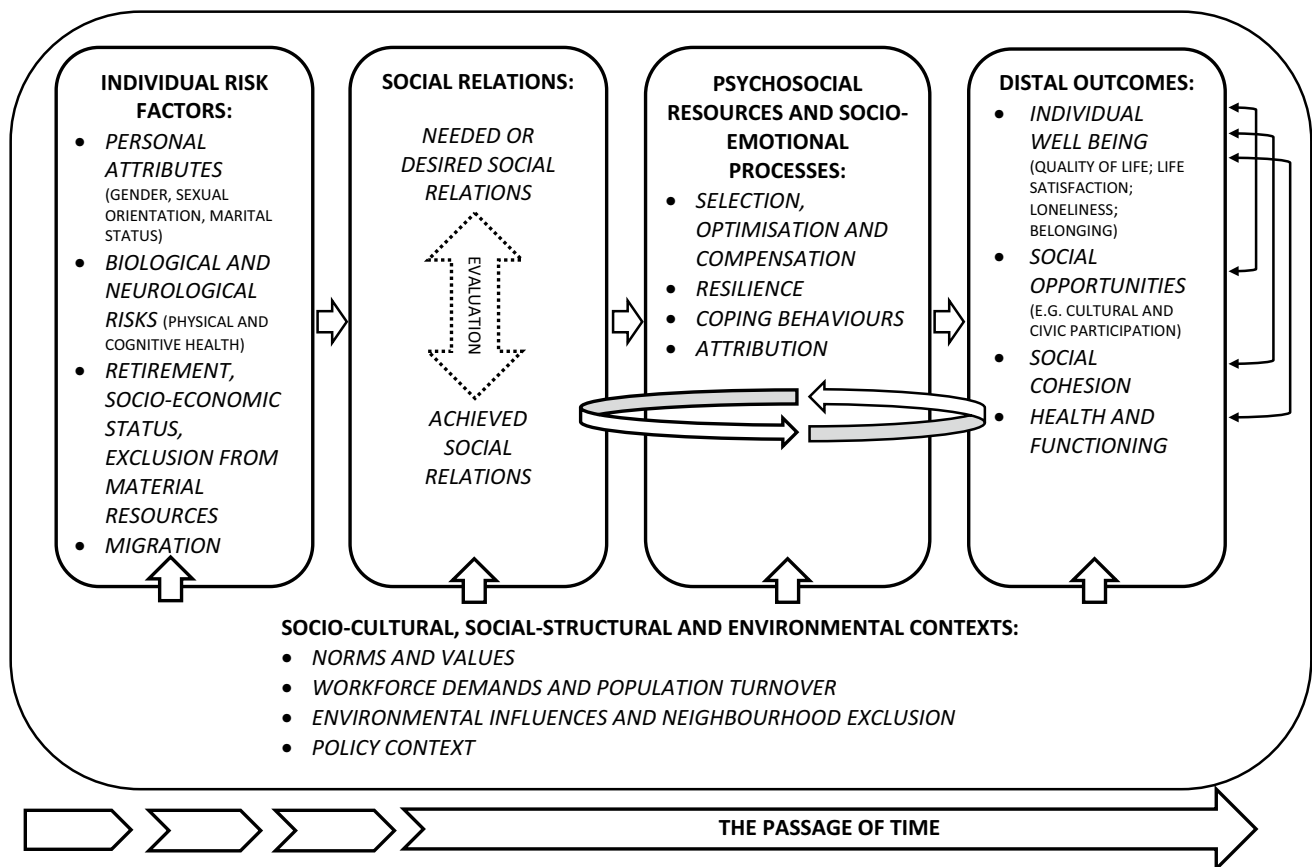 INDIVIDUAL RISK
FACTORS:
• PERSONAL
ATTRIBUTES
(GENDER, SEXUAL
ORIENTATION, MARITAL
STATUS)
• BIOLOGICAL AND
NEUROLOGICAL
RISKS (PHYSICAL AND
COGNITIVE HEALTH)
• RETIREMENT,
SOCIO-ECONOMIC
STATUS,
EXCLUSION FROM
MATERIAL
RESOURCES
• MIGRATION
SOCIAL RELATIONS:
NEEDED OR
DESIRED SOCIAL
RELATIONS
EVALUATION
ACHIEVED
SOCIAL
RELATIONS
PSYCHOSOCIAL
RESOURCES AND SOCIO-
EMOTIONAL
PROCESSES:
• SELECTION,
OPTIMISATION AND
COMPENSATION
• RESILIENCE
• COPING BEHAVIOURS
• ATTRIBUTION
DISTAL OUTCOMES:
• INDIVIDUAL
WELL BEING
(QUALITY OF LIFE; LIFE
SATISFACTION;
LONELINESS;
BELONGING)
• SOCIAL
OPPORTUNITIES
(E.G. CULTURAL AND
CIVIC PARTICIPATION)
• SOCIAL
COHESION
• HEALTH AND
FUNCTIONING
SOCIO-CULTURAL, SOCIAL-STRUCTURAL AND ENVIRONMENTAL CONTEXTS:
• NORMS AND VALUES
• WORKFORCE DEMANDS AND POPULATION TURNOVER
• ENVIRONMENTAL INFLUENCES AND NEIGHBOURHOOD EXCLUSION
• POLICY CONTEXT
THE PASSAGE OF TIME